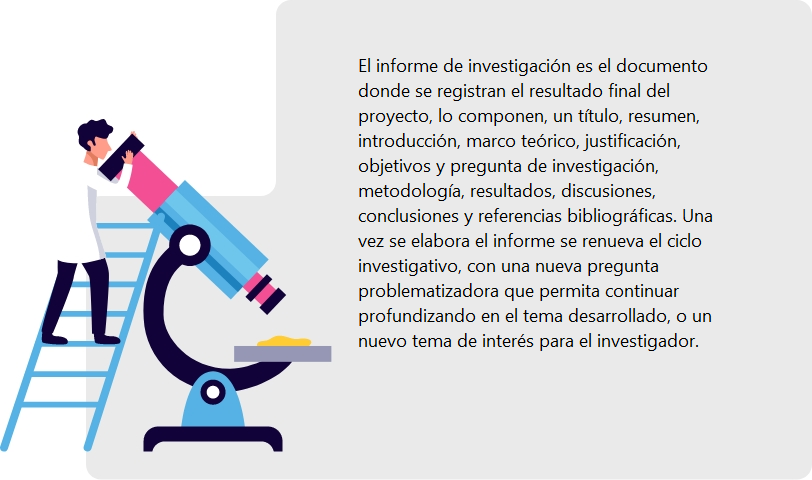 El informe de investigación es el documento
donde se registran el resultado final del
proyecto, lo componen, un título, resumen,
introducción, marco teórico, justificación,
objetivos y pregunta de investigación,
metodología, resultados, discusiones,
conclusiones y referencias bibliográficas. Una
vez se elabora el informe se renueva el ciclo
investigativo, con una nueva pregunta
problematizadora que permita continuar
profundizando en el tema desarrollado, o un
nuevo tema de interés para el investigador.